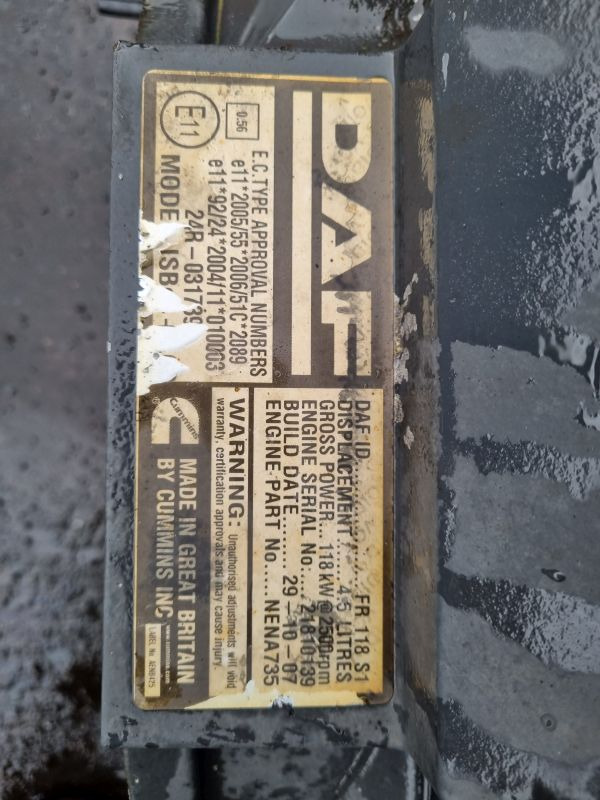 DAF
E.C.TYPE APPROVAL NUMBERS
e11*2005/55*2006/51C*2089
e11*92/24*2004/11*010003
24R-031739
MODEL ISB
0.56
E11
DAF ID. FR 118 S1
DISPLACEMENT. 4.5 LITRES
GROSS POWER. 118 kW@2500rpm
ENGINE SERIAL No.
BUILD DATE 29-10-07
ENGINE PART No. NENA735
WARNING: Unauthorised adjustments will void
warranty, certification approvals and may cause injury.
Cummins
MADE IN GREAT BRITAIN
BY CUMMINS INC.